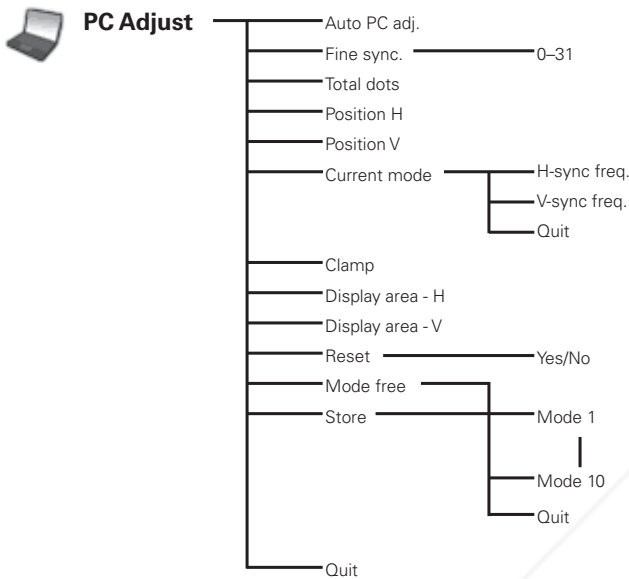 PC Adjust
Auto PC adj.
Fine sync.
0–31
Total dots
Position H
Position V
Current mode
H-sync freq.
V-sync freq.
Quit
Clamp
Display area - H
Display area - V
Reset
Yes/No
Mode free
Store
Mode 1
Mode 10
Quit
Quit